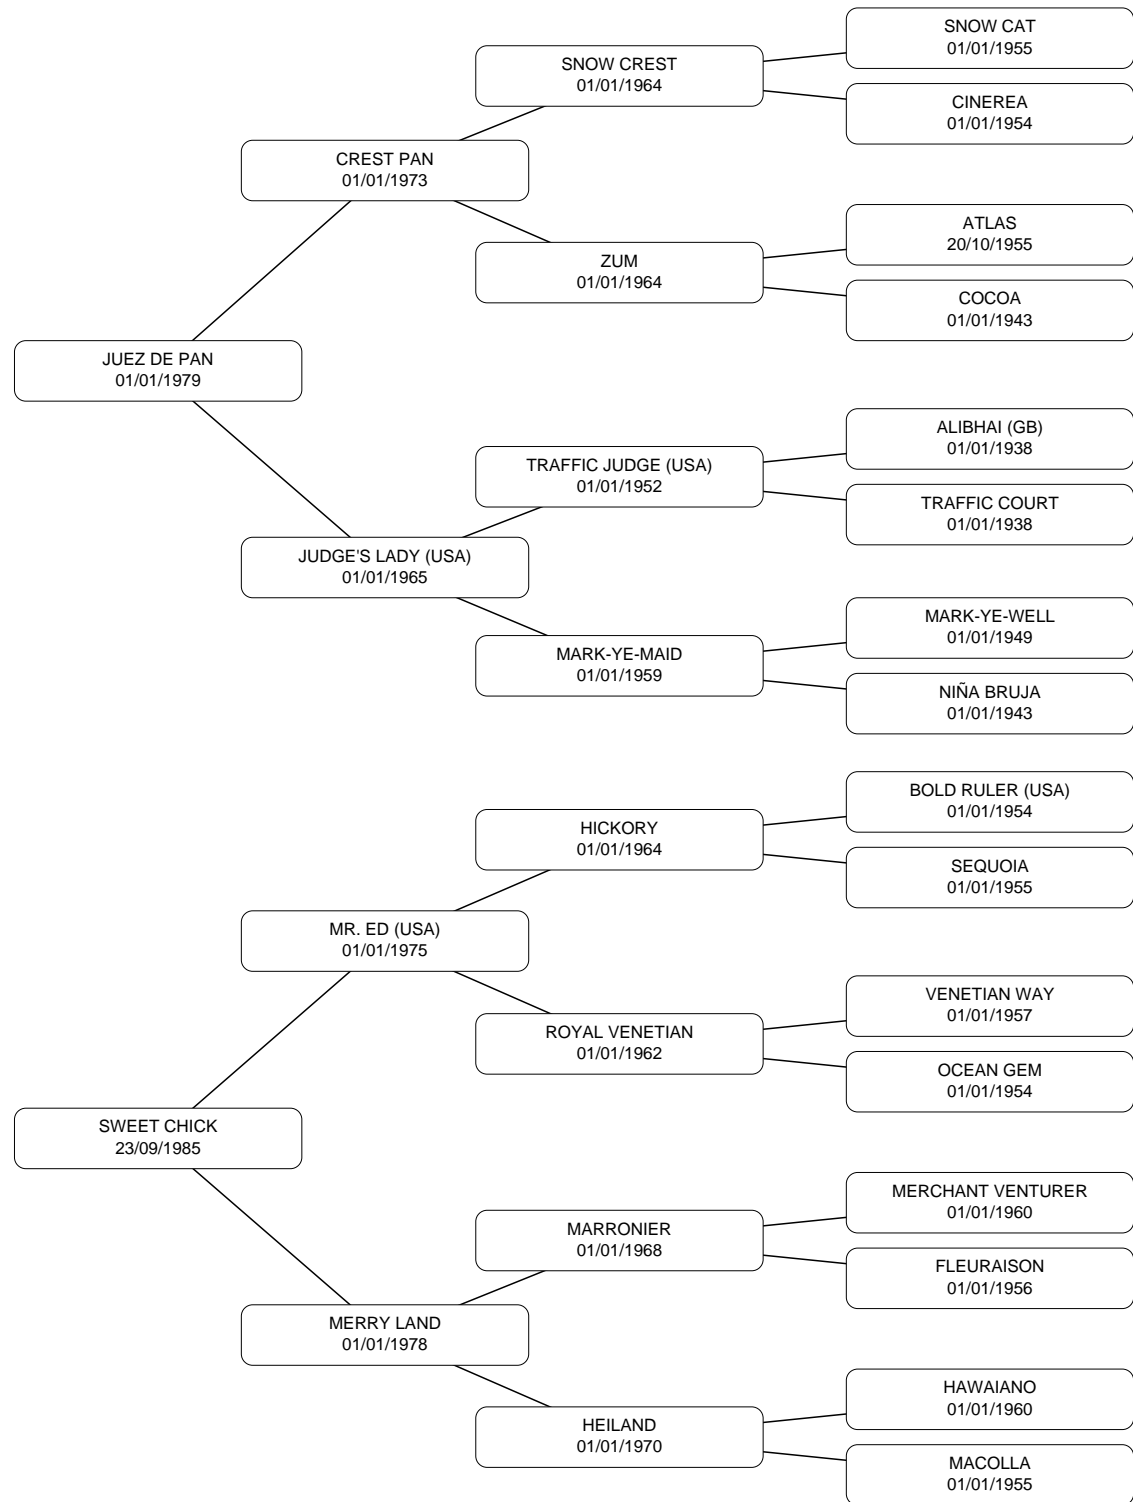 SNOW CAT
01/01/1955
SNOW CREST
01/01/1964
CINEREA
01/01/1954
CREST PAN
01/01/1973
ATLAS
20/10/1955
ZUM
01/01/1964
COCOA
01/01/1943
JUEZ DE PAN
01/01/1979
ALIBHAI (GB)
01/01/1938
TRAFFIC JUDGE (USA)
01/01/1952
TRAFFIC COURT
01/01/1938
JUDGE'S LADY (USA)
01/01/1965
MARK-YE-WELL
01/01/1949
MARK-YE-MAID
01/01/1959
NIÑA BRUJA
01/01/1943
BOLD RULER (USA)
01/01/1954
HICKORY
01/01/1964
SEQUOIA
01/01/1955
MR. ED (USA)
01/01/1975
VENETIAN WAY
01/01/1957
ROYAL VENETIAN
01/01/1962
OCEAN GEM
01/01/1954
SWEET CHICK
23/09/1985
MERCHANT VENTURER
01/01/1960
MARRONIER
01/01/1968
FLEURAISON
01/01/1956
MERRY LAND
01/01/1978
HAWAIANO
01/01/1960
HEILAND
01/01/1970
MACOLLA
01/01/1955